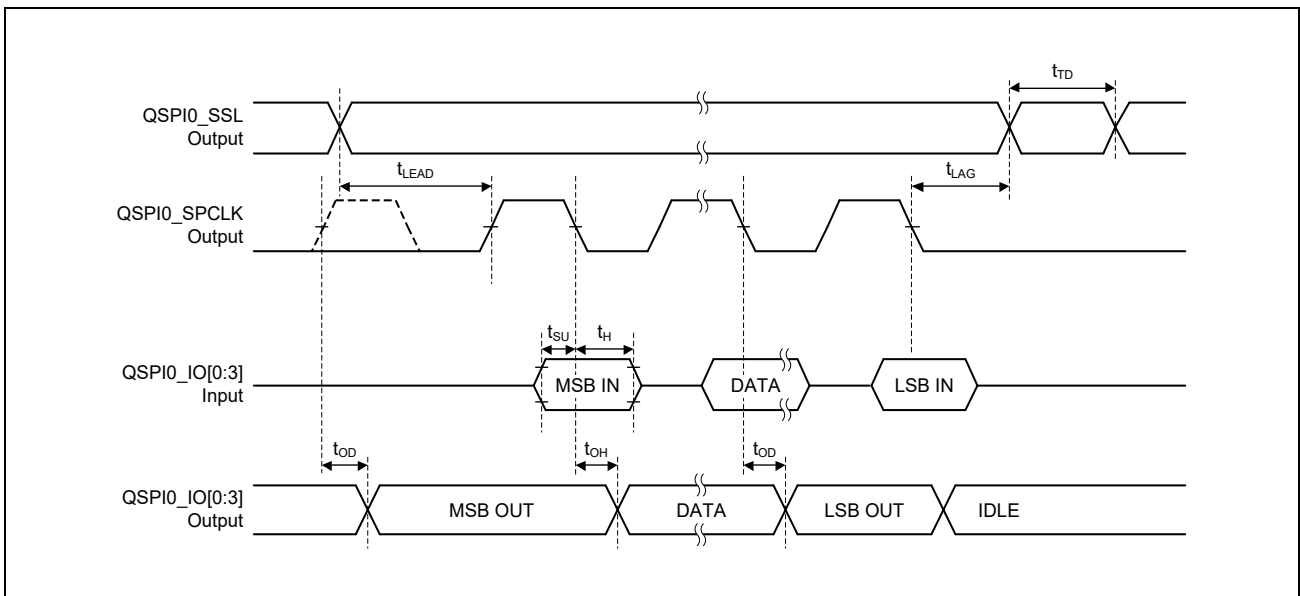 tTD
QSPI0_SSL
Output
tLEAD
tLAG
QSPI0_SPCLK
Output
tSU
tH
QSPI0_IO[0:3]
Input
MSB IN
DATA
LSB IN
tOD
tOH
tOD
QSPI0_IO[0:3]
Output
MSB OUT
DATA
LSB OUT
IDLE